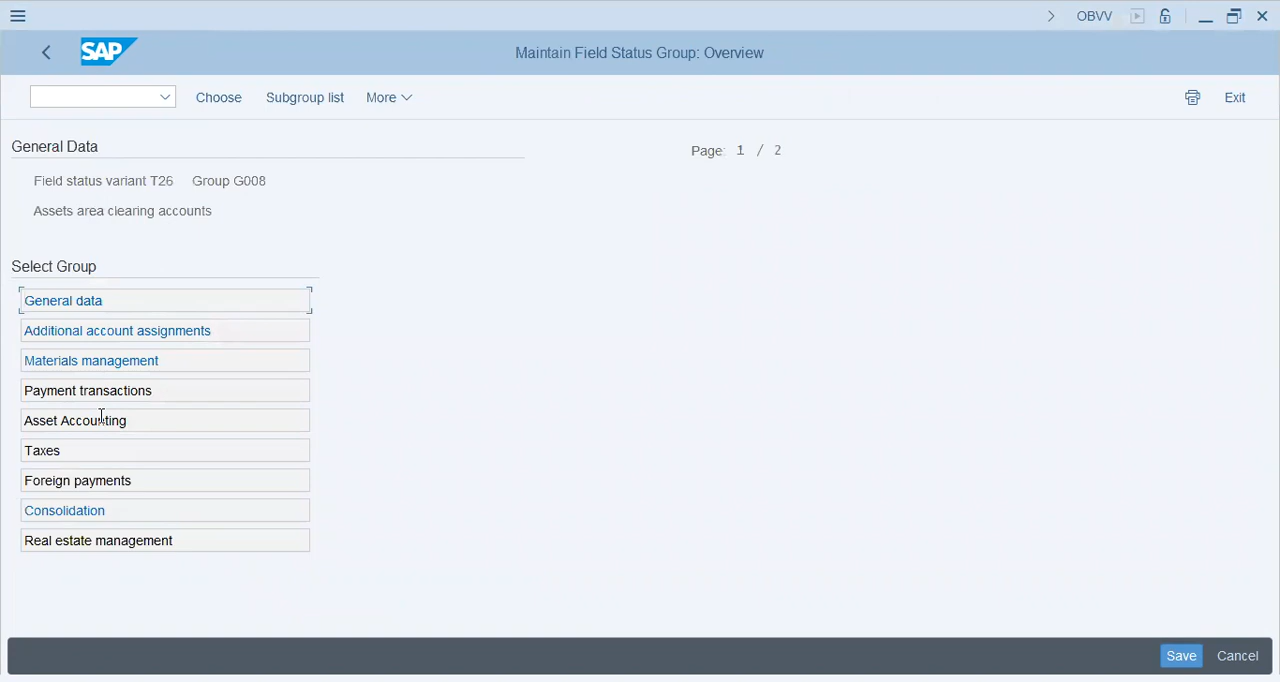 OBVV
SAP
Maintain Field Status Group: Overview
Choose Subgroup list More Exit
General Data
Page: 1 / 2
Field status variant T26 Group G008
Assets area clearing accounts
Select Group
General data
Additional account assignments
Materials management
Payment transactions
Asset Accounting
Taxes
Foreign payments
Consolidation
Real estate management
Save Cancel